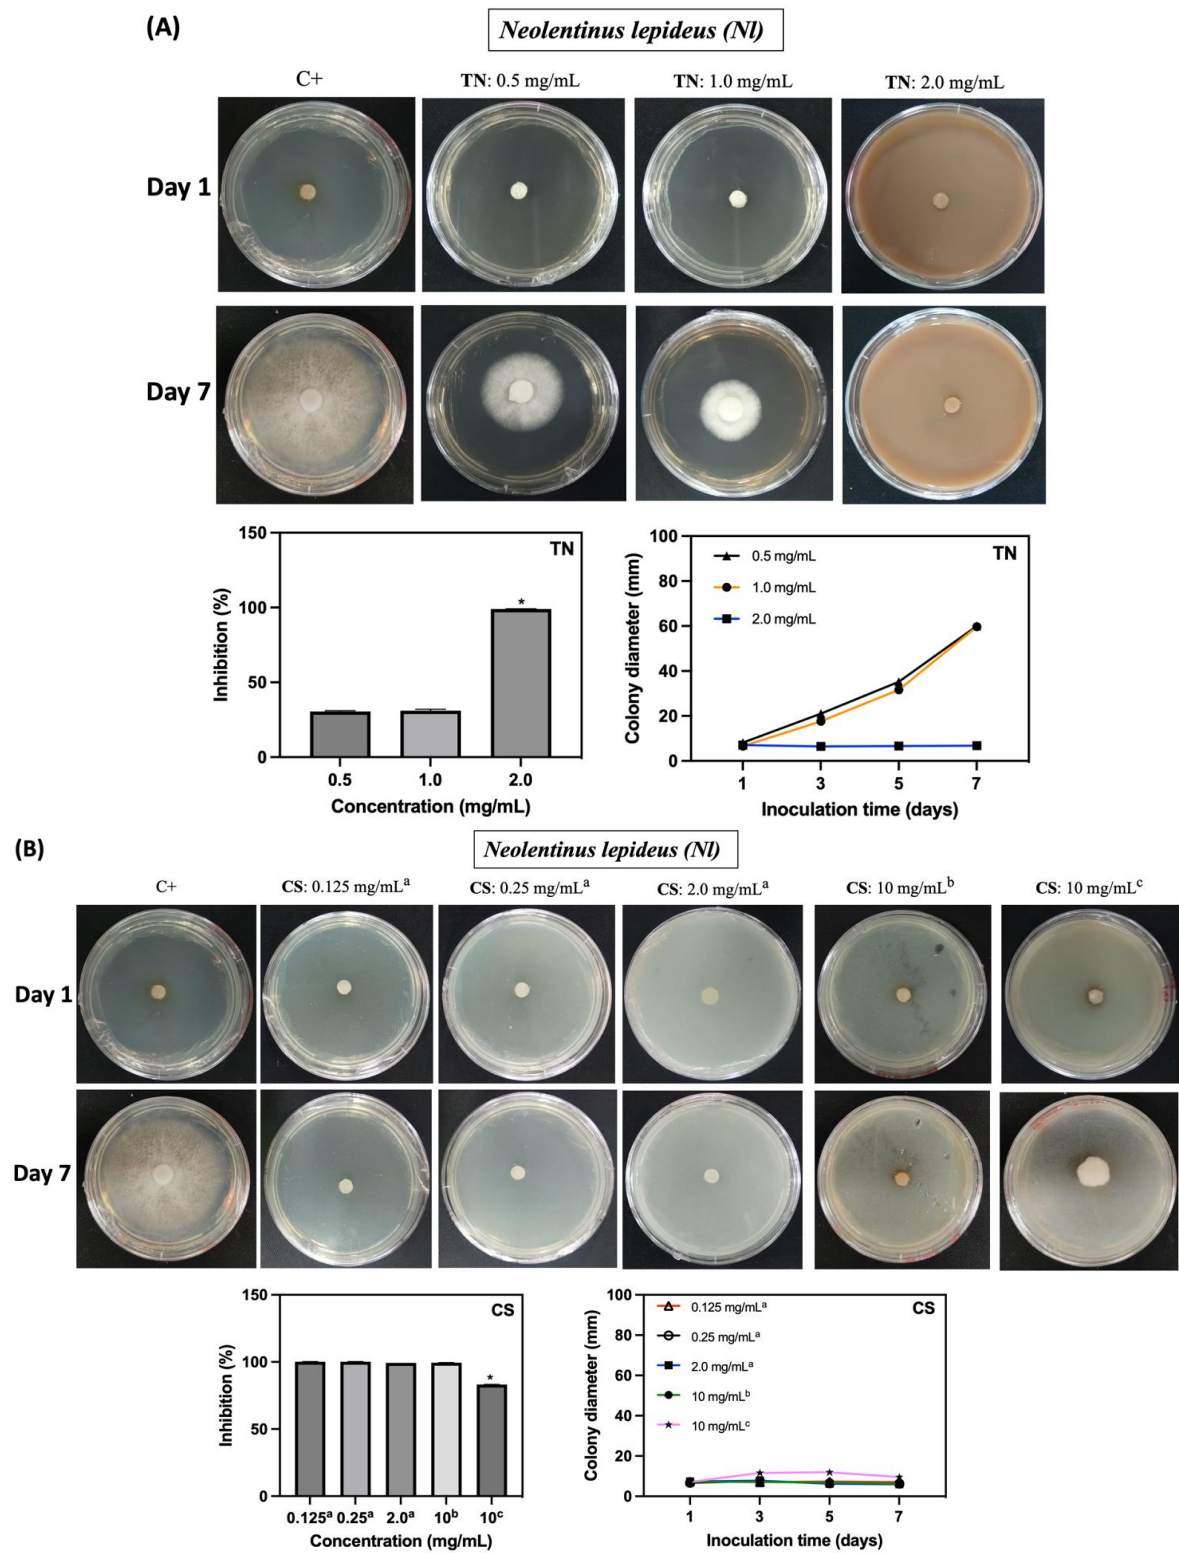 (A)
Neolentinus lepideus (Nl)
C+ TN: 0.5 mg/mL TN: 1.0 mg/mL TN: 2.0 mg/mL
Day 1
Day 7
150
100
50
0
Inhibition (%)
TN
*
0.5 1.0 2.0
Concentration (mg/mL)
100
80
60
40
20
0
Colony diameter (mm)
TN
0.5 mg/mL
1.0 mg/mL
2.0 mg/mL
1 3 5 7
Inoculation time (days)
(B)
Neolentinus lepideus (Nl)
C+ CS: 0.125 mg/mLᵃ CS: 0.25 mg/mLᵃ CS: 2.0 mg/mLᵃ CS: 10 mg/mLᵇ CS: 10 mg/mLᶜ
Day 1
Day 7
150
100
50
0
Inhibition (%)
CS
*
0.125ᵃ 0.25ᵃ 2.0ᵃ 10ᵇ 10ᶜ
Concentration (mg/mL)
100
80
60
40
20
0
Colony diameter (mm)
CS
0.125 mg/mLᵃ
0.25 mg/mLᵃ
2.0 mg/mLᵃ
10 mg/mLᵇ
10 mg/mLᶜ
1 3 5 7
Inoculation time (days)